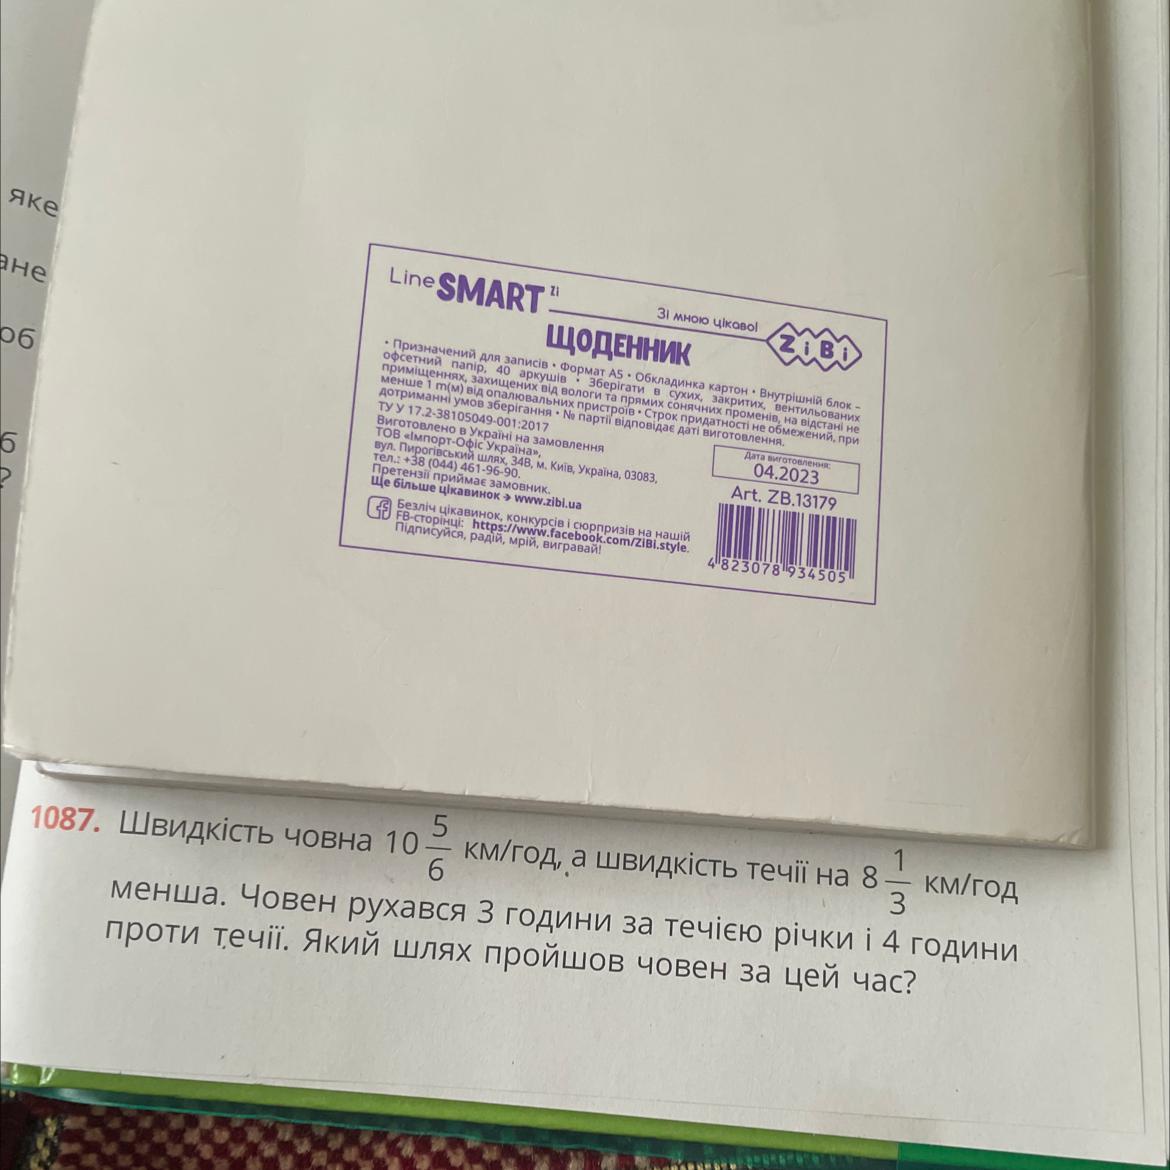 яке
ане
об
б
?
Line SMART Zi
Зі мною цікаво!
ZiBi
ЩОДЕННИК
• Призначений для записів • Формат А5 • Обкладинка картон • Внутрішній блок –
офсетний папір, 40 аркушів • Зберігати в сухих, закритих, вентильованих
приміщеннях, захищених від вологи та прямих сонячних променів, на відстані не
менше 1 m(м) від опалювальних пристроїв • Строк придатності не обмежений, при
дотриманні умов зберігання • № партії відповідає даті виготовлення.
ТУ У 17.2-38105049-001:2017
Виготовлено в Україні на замовлення
ТОВ «Імпорт-Офіс Україна»,
вул. Пирогівський шлях, 34В, м. Київ, Україна, 03083,
тел.: +38 (044) 461-96-90.
Претензії приймає замовник.
Ще більше цікавинок → www.zibi.ua
Безліч цікавинок, конкурсів і сюрпризів на нашій
FB-сторінці: https://www.facebook.com/ZiBi.style.
Підписуйся, радій, мрій, вигравай!
Дата виготовлення:
04.2023
Art. ZB.13179
4 823078 934505
1087. Швидкість човна 10 5/6 км/год, а швидкість течії на 8 1/3 км/год
менша. Човен рухався 3 години за течією річки і 4 години
проти течії. Який шлях пройшов човен за цей час?